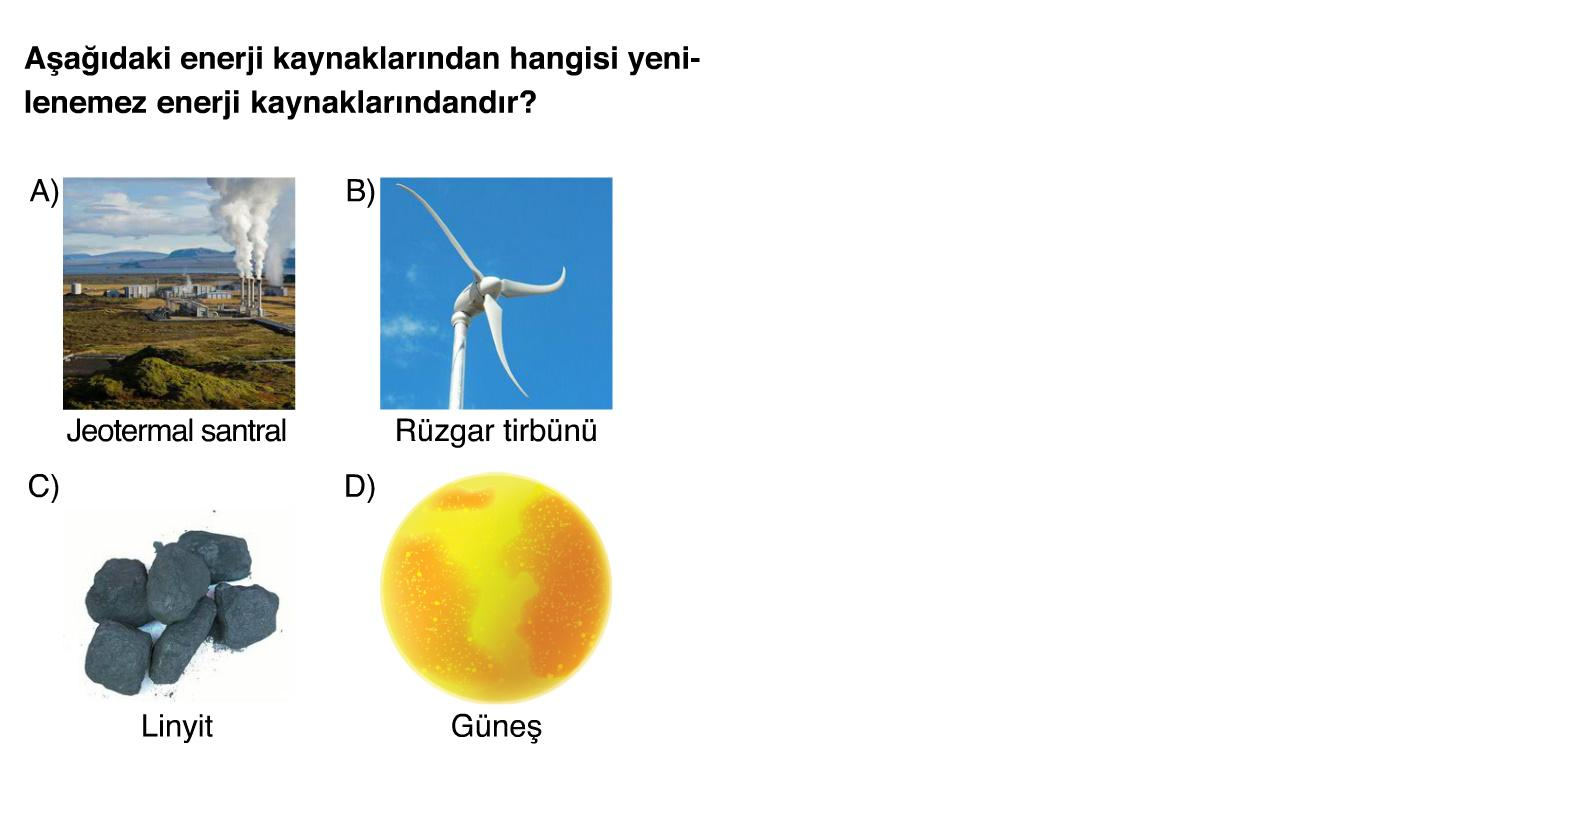 Aşağıdaki enerji kaynaklarından hangisi yeni-
lenemez enerji kaynaklarındandır?
A)
B)
Jeotermal santral
Rüzgar tirbünü
C)
D)
Linyit
Güneş